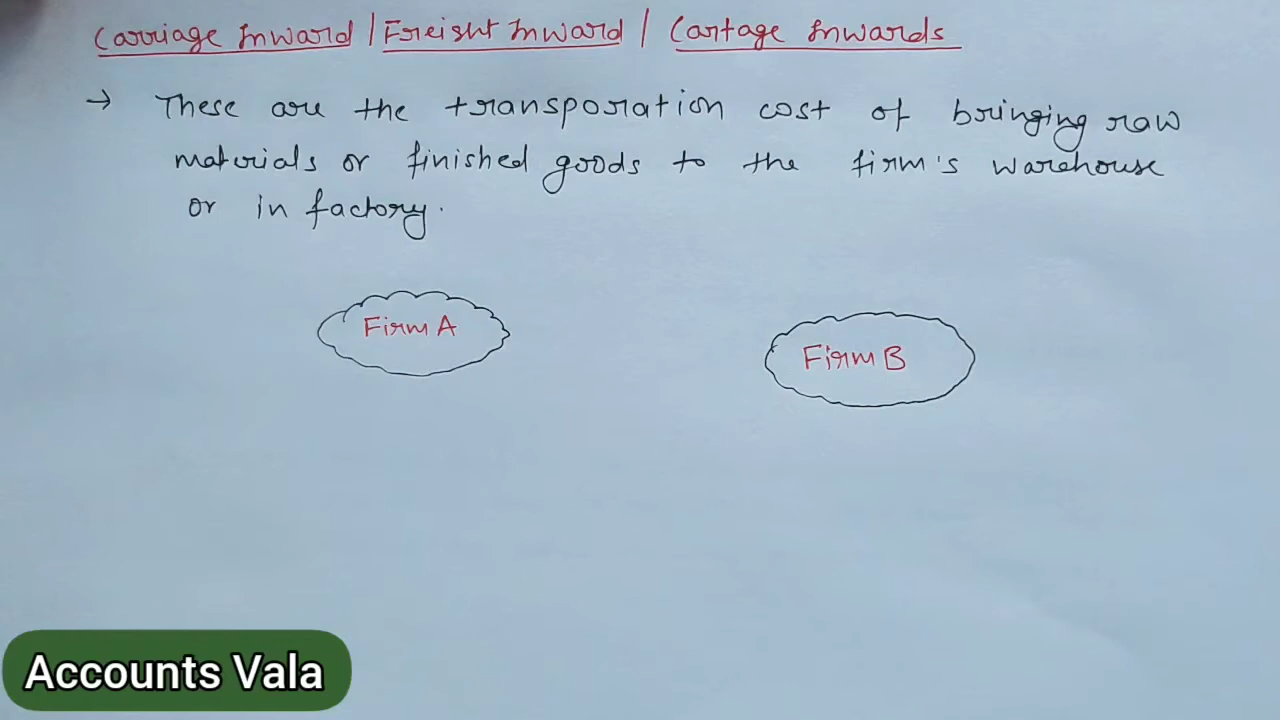 Carriage Inward / Freight Inward / Cartage Inwards
→ These are the transporation cost of bringing raw
materials or finished goods to the firm's warehouse
or in factory.
Firm A
Firm B
Accounts Vala